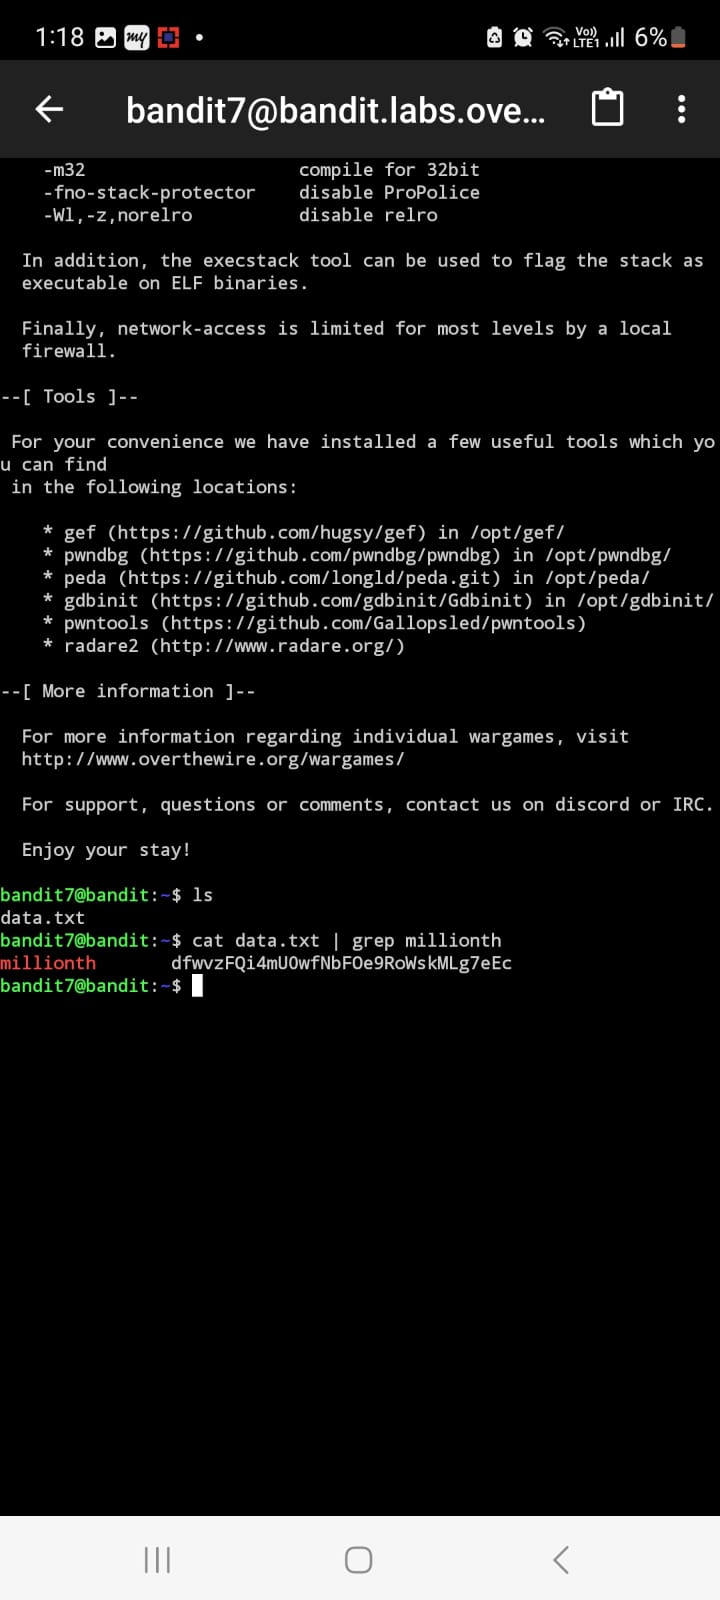 1:18 my Vo)) LTE1 6%
bandit7@bandit.labs.ove...
-m32 compile for 32bit
-fno-stack-protector disable ProPolice
-Wl,-z,norelro disable relro
In addition, the execstack tool can be used to flag the stack as
executable on ELF binaries.
Finally, network-access is limited for most levels by a local
firewall.
--[ Tools ]--
For your convenience we have installed a few useful tools which yo
u can find
in the following locations:
* gef (https://github.com/hugsy/gef) in /opt/gef/
* pwndbg (https://github.com/pwndbg/pwndbg) in /opt/pwndbg/
* peda (https://github.com/longld/peda.git) in /opt/peda/
* gdbinit (https://github.com/gdbinit/Gdbinit) in /opt/gdbinit/
* pwntools (https://github.com/Gallopsled/pwntools)
* radare2 (http://www.radare.org/)
--[ More information ]--
For more information regarding individual wargames, visit
http://www.overthewire.org/wargames/
For support, questions or comments, contact us on discord or IRC.
Enjoy your stay!
bandit7@bandit:~$ ls
data.txt
bandit7@bandit:~$ cat data.txt | grep millionth
millionth dfwvzFQi4mU0wfNbFOe9RoWskMLg7eEc
bandit7@bandit:~$